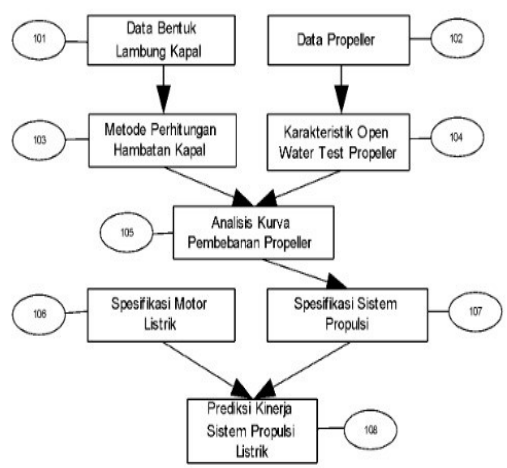 101
Data Bentuk
Lambung Kapal
Data Propeller
102
103
Metode Perhitungan
Hambatan Kapal
Karakteristik Open
Water Test Propeller
104
105
Analisis Kurva
Pembebanan Propeller
106
Spesifikasi Motor
Listrik
Spesifikasi Sistem
Propulsi
107
Prediksi Kinerja
Sistem Propulsi
Listrik
108